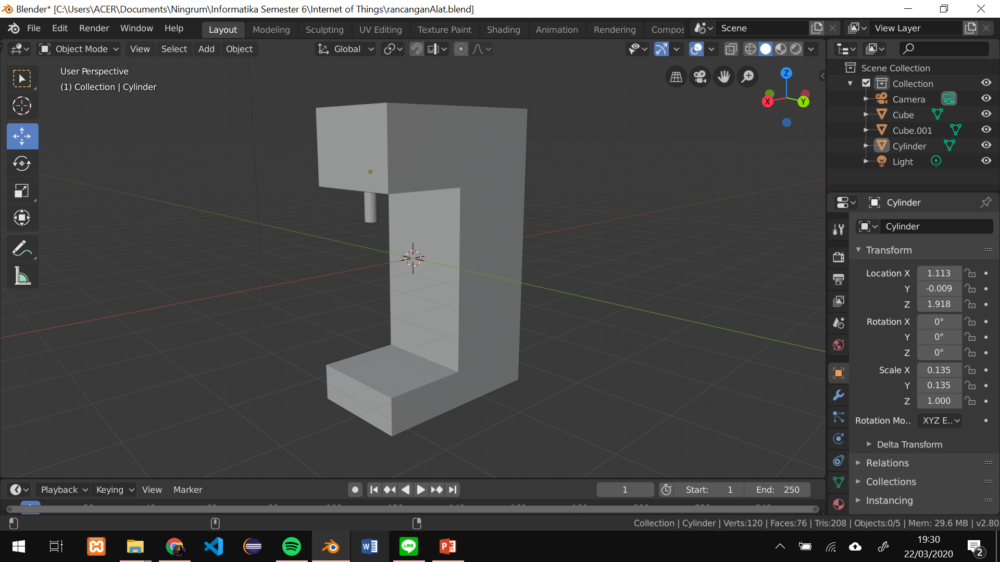 Blender* [C:\Users\ACER\Documents\Ningrum\Informatika Semester 6\Internet of Things\rancanganAlat.blend]
File Edit Render Window Help Layout Modeling Sculpting UV Editing Texture Paint Shading Animation Rendering Compos Scene View Layer
Object Mode View Select Add Object Global
User Perspective
(1) Collection | Cylinder
Z
X
Y
Scene Collection
Collection
Camera
Cube
Cube.001
Cylinder
Light
Cylinder
Cylinder
Transform
Location X 1.113
Y -0.009
Z 1.918
Rotation X 0°
Y 0°
Z 0°
Scale X 0.135
Y 0.135
Z 1.000
Rotation Mo.. XYZ E..
Delta Transform
Relations
Collections
Instancing
Playback Keying View Marker 1 Start: 1 End: 250
Collection | Cylinder | Verts:120 | Faces:76 | Tris:208 | Objects:0/5 | Mem: 29.6 MB | v2.80
LINE
19:30
22/03/2020
2